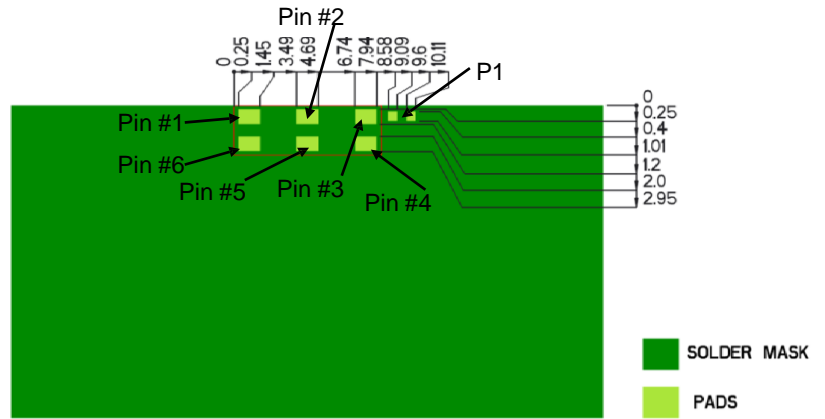 Pin #2
0
0.25
1.45
3.49
4.69
6.74
7.94
8.58
9.09
9.6
10.11
P1
Pin #1
Pin #6
Pin #5
Pin #3
Pin #4
0
0.25
0.4
1.01
1.2
2.0
2.95
SOLDER MASK
PADS